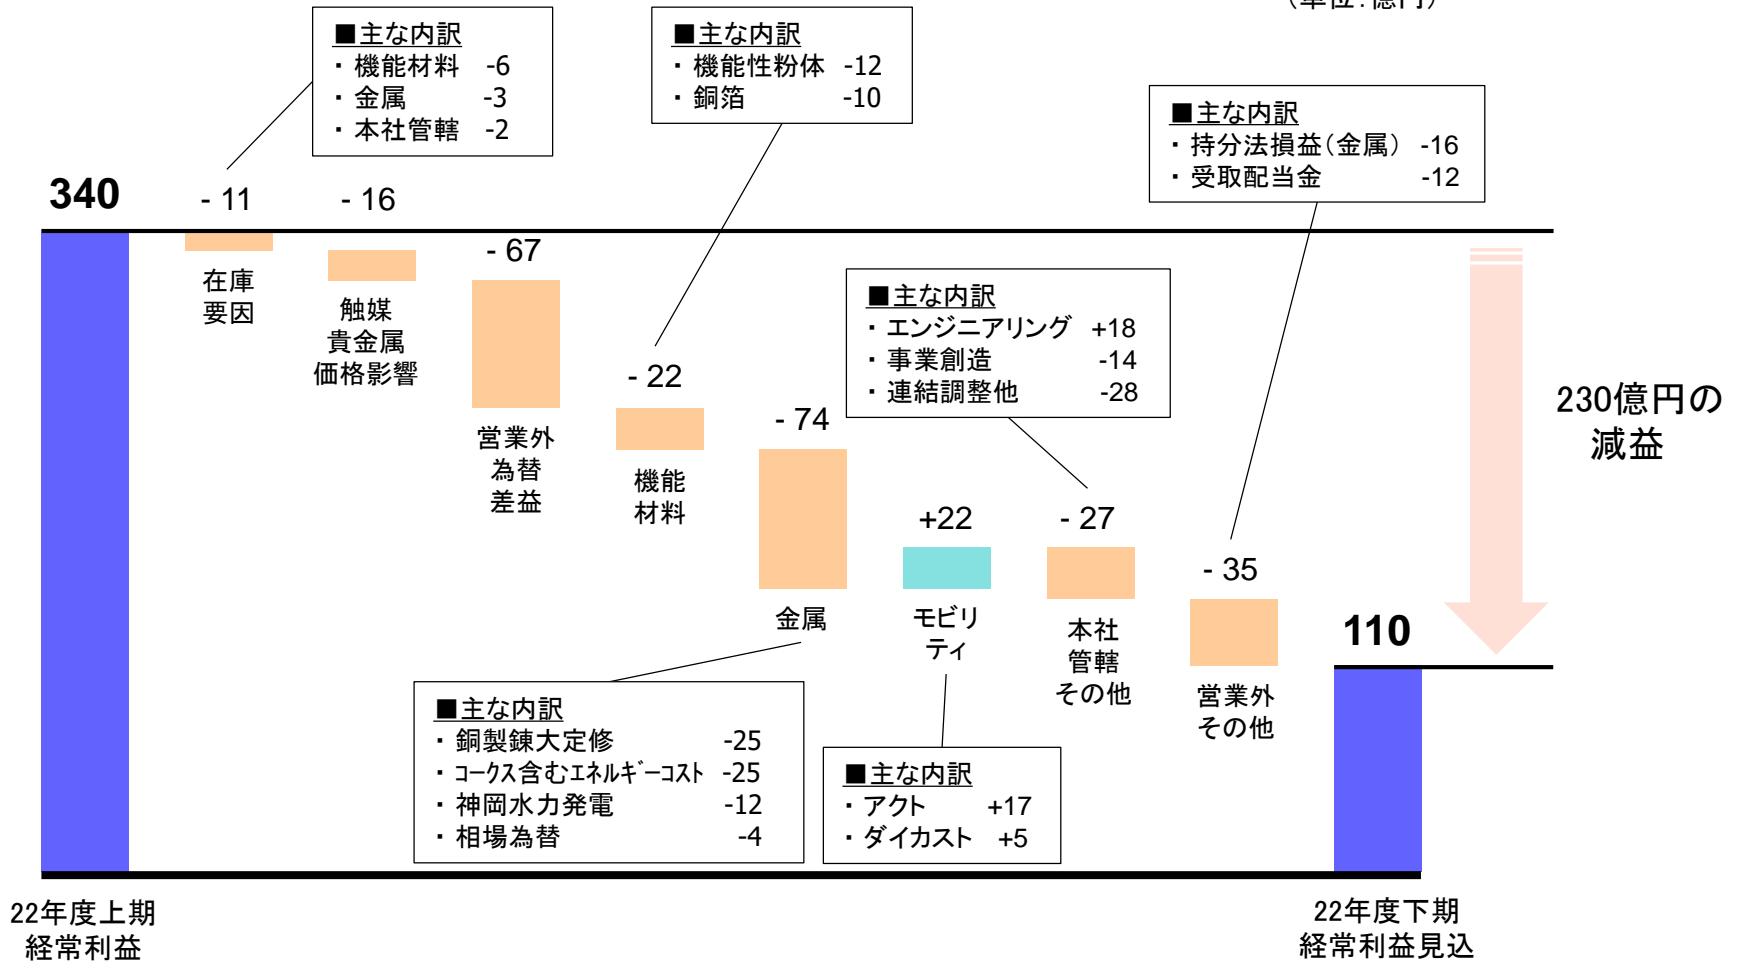 （単位：億円）
■主な内訳
・機能材料 -6
・金属 -3
・本社管轄 -2
■主な内訳
・機能性粉体 -12
・銅箔 -10
■主な内訳
・持分法損益（金属） -16
・受取配当金 -12
340
- 11
- 16
- 67
在庫
要因
触媒
貴金属
価格影響
営業外
為替
差益
- 22
機能
材料
- 74
金属
■主な内訳
・エンジニアリング +18
・事業創造 -14
・連結調整他 -28
+22
モビリ
ティ
- 27
本社
管轄
その他
- 35
営業外
その他
110
230億円の
減益
■主な内訳
・銅製錬大定修 -25
・ｺｰｸｽ含むｴﾈﾙｷﾞｰｺｽﾄ -25
・神岡水力発電 -12
・相場為替 -4
■主な内訳
・アクト +17
・ダイカスト +5
22年度上期
経常利益
22年度下期
経常利益見込